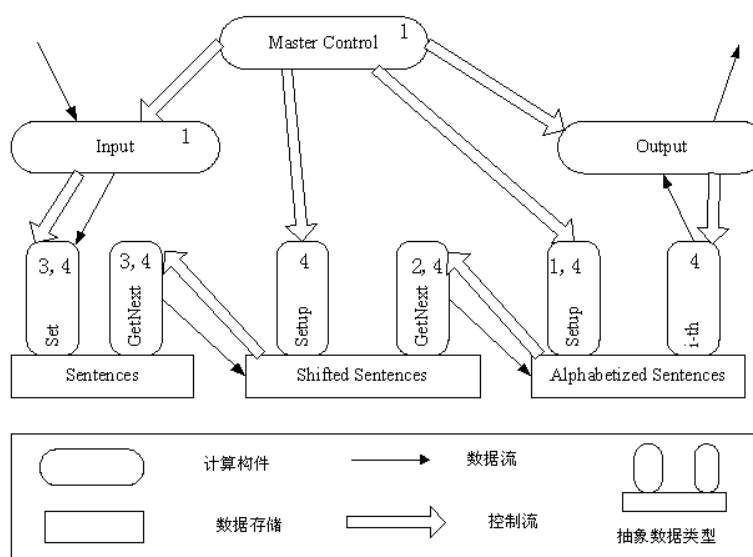 Master Control
1
Input
1
Output
3, 4
Set
3, 4
GetNext
4
Setup
2, 4
GetNext
1, 4
Setup
4
i-th
Sentences
Shifted Sentences
Alphabetized Sentences
计算构件
数据流
数据存储
控制流
抽象数据类型